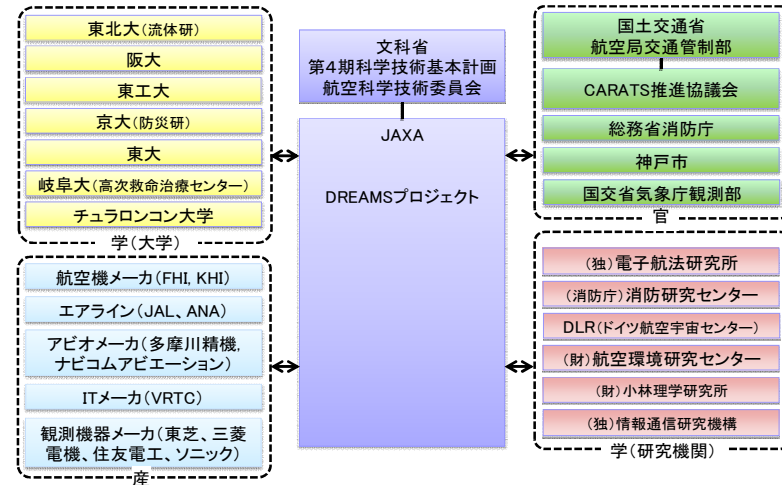 東北大(流体研)
阪大
東工大
京大(防災研)
東大
岐阜大(高次救命治療センター)
チュラロンコン大学
学(大学)
航空機メーカ(FHI, KHI)
エアライン(JAL、ANA)
アビオメーカ(多摩川精機,
ナビコムアビエーション)
ITメーカ(VRTC)
観測機器メーカ(東芝、三菱
電機、住友電工、ソニック)
産
文科省
第4期科学技術基本計画
航空科学技術委員会
JAXA
DREAMSプロジェクト
国土交通省
航空局交通管制部
CARATS推進協議会
総務省消防庁
神戸市
国交省気象庁観測部
官
(独)電子航法研究所
(消防庁)消防研究センター
DLR(ドイツ航空宇宙センター)
(財)航空環境研究センター
(財)小林理学研究所
(独)情報通信研究機構
学(研究機関)